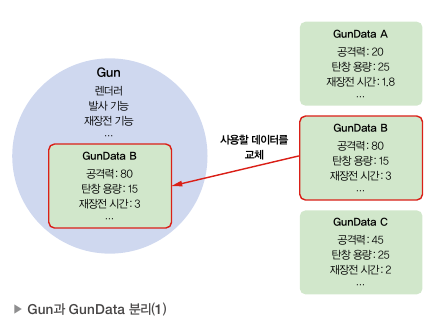 Gun
렌더러
발사 기능
재장전 기능
...
GunData B
공격력 : 80
탄창 용량 : 15
재장전 시간 : 3
...
사용할 데이터를
교체
GunData A
공격력 : 20
탄창 용량 : 25
재장전 시간 : 1.8
...
GunData B
공격력 : 80
탄창 용량 : 15
재장전 시간 : 3
...
GunData C
공격력 : 45
탄창 용량 : 25
재장전 시간 : 2
...
▶ Gun과 GunData 분리(1)